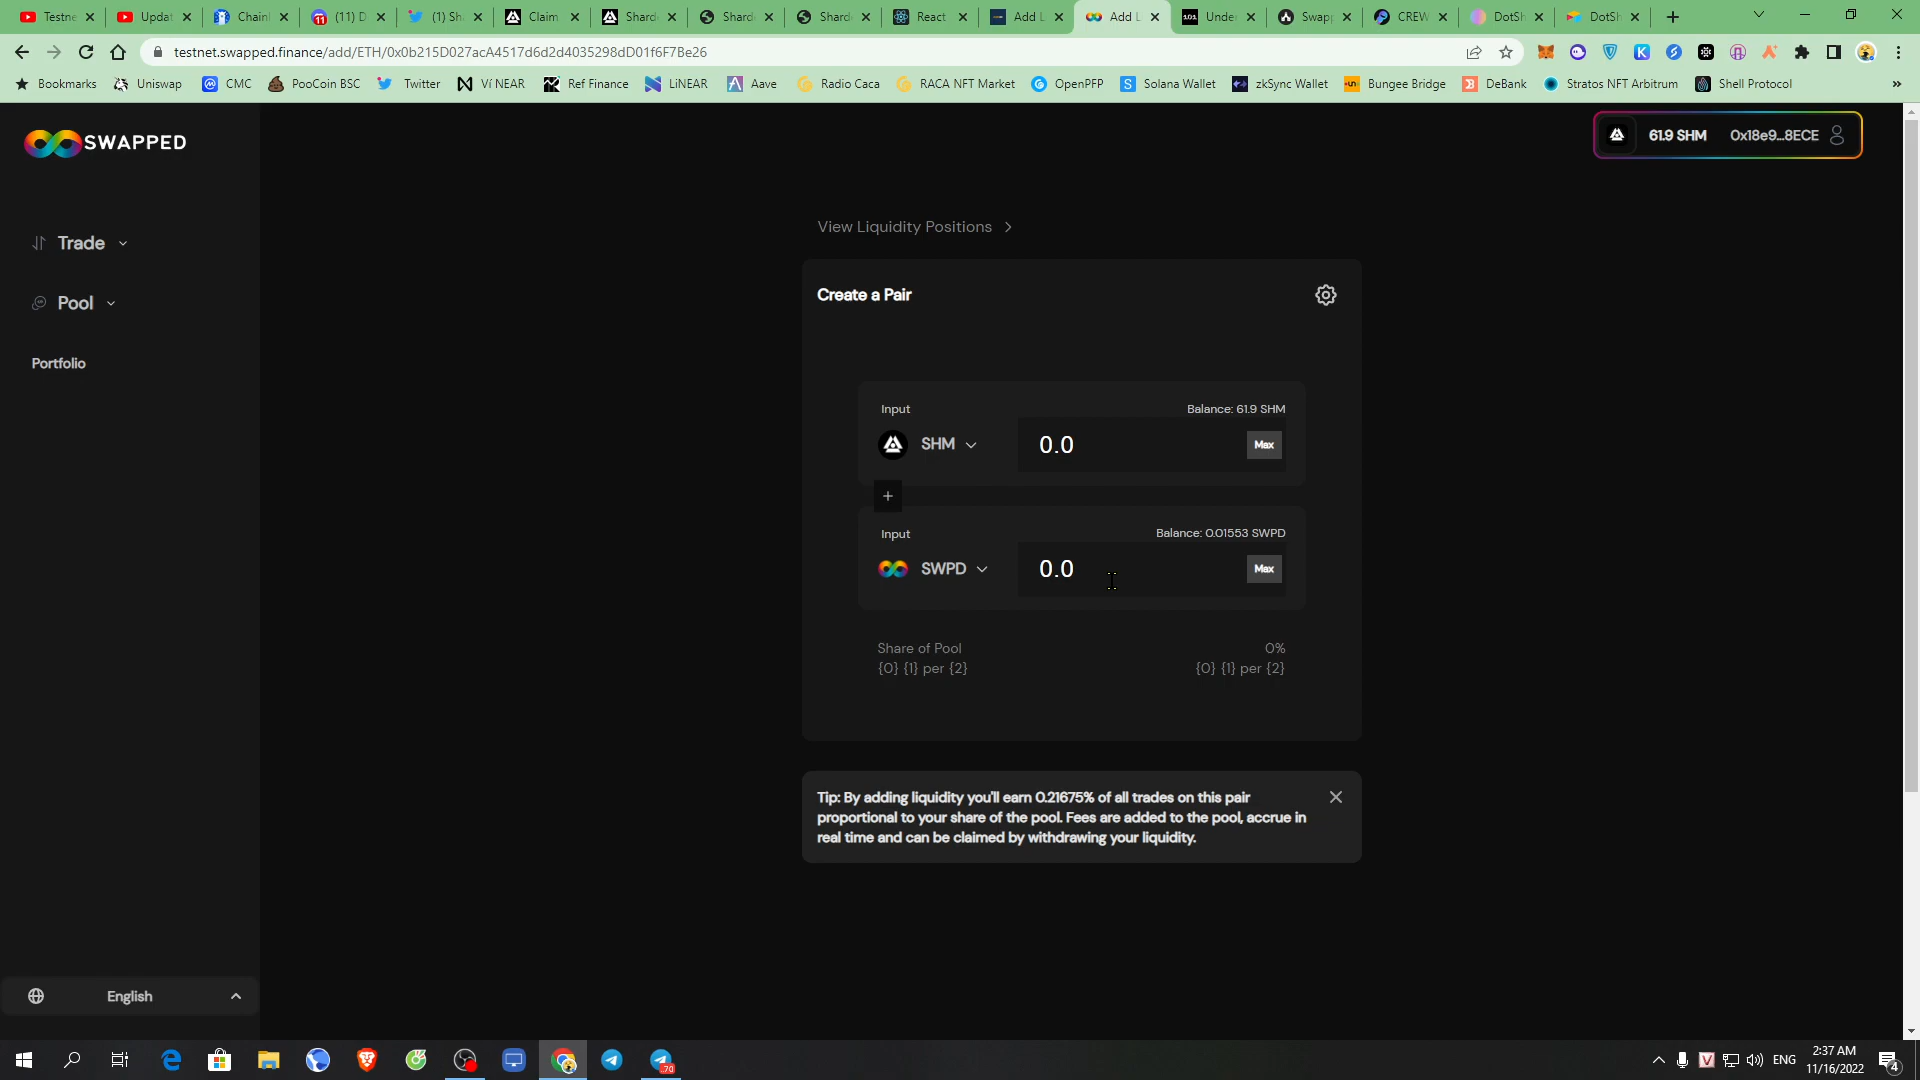 Testne
Updat
Chainl
(11) D
(1) Sh
Claim
Sharde
Sharde
Sharde
React
Add L
Add L
Under
Swap
CREW
DotSh
DotSh
testnet.swapped.finance/add/ETH/0x0b215D027acA4517d6d2d4035298dD01f6F7Be26
Bookmarks
Uniswap
CMC
PooCoin BSC
Twitter
Ví NEAR
Ref Finance
LiNEAR
Aave
Radio Caca
RACA NFT Market
OpenPFP
Solana Wallet
zkSync Wallet
Bungee Bridge
DeBank
Stratos NFT Arbitrum
Shell Protocol
»
SWAPPED
61.9 SHM 0x18e9...8ECE
Trade
Pool
Portfolio
View Liquidity Positions
Create a Pair
Input Balance: 61.9 SHM
SHM 0.0 Max
+
Input Balance: 0.01553 SWPD
SWPD 0.0 Max
Share of Pool 0%
{0} {1} per {2} {0} {1} per {2}
Tip: By adding liquidity you'll earn 0.21675% of all trades on this pair
proportional to your share of the pool. Fees are added to the pool, accrue in
real time and can be claimed by withdrawing your liquidity.
English
.70
ENG
2:37 AM
11/16/2022
4